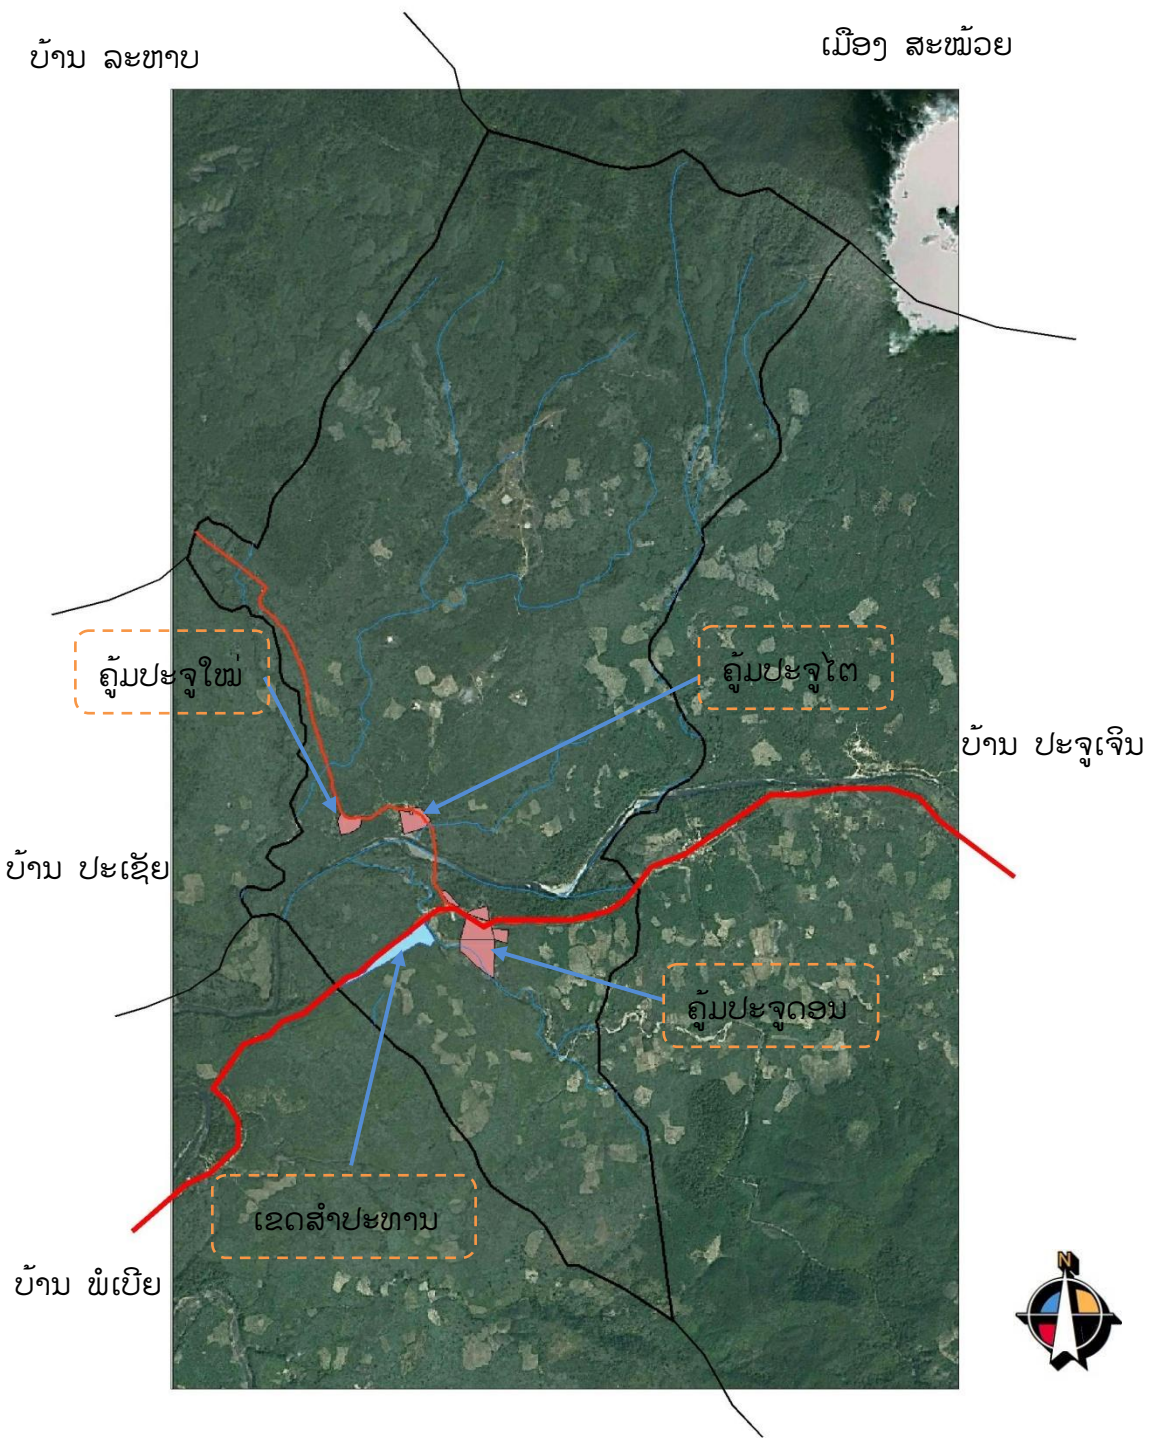 ບ້ານ ລະຫາບ
ເມືອງ ສະໝ້ວຍ
ຄູ້ມປະຈູໃໝ່
ຄູ້ມປະຈູໄຕ
ບ້ານ ປະຈູເຈີນ
ບ້ານ ປະເຊັຍ
ຄູ້ມປະຈູດອນ
ເຂດສຳປະທານ
ບ້ານ ພໍເບີຍ
N